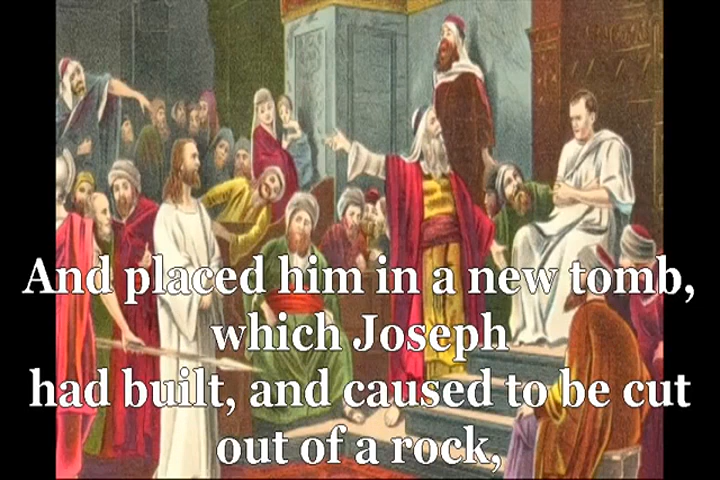 And placed him in a new tomb,
which Joseph
had built, and caused to be cut
out of a rock,